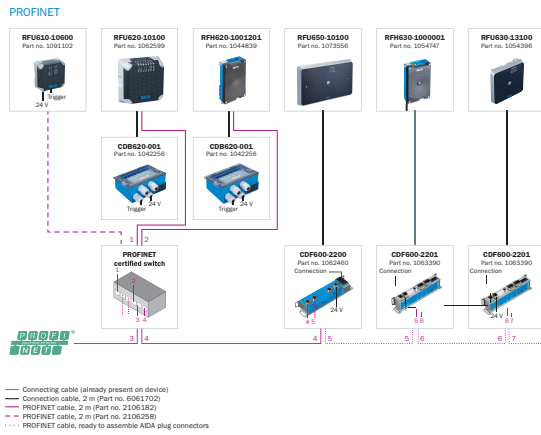 PROFINET
RFU610-10600
Part no. 1091102
Trigger
24 V
RFU620-10100
Part no. 1062599
RFH620-1001201
Part no. 1044839
RFU650-10100
Part no. 1073556
RFH630-1000001
Part no. 1054747
RFU630-13100
Part no. 1054396
CDB620-001
Part no. 1042256
24 V
Trigger
CDB620-001
Part no. 1042256
24 V
Trigger
1 2
PROFINET
certified switch
1
2
3 4
CDF600-2200
Part no. 1062460
Connection
24 V
4 5
CDF600-2201
Part no. 1063390
Connection
24 V
5 6
CDF600-2201
Part no. 1063390
Connection
24 V
6 7
PROFI
NET
®
3 4
4 5
5 6
6 7
Connecting cable (already present on device)
Connection cable, 2 m (Part no. 6061702)
PROFINET cable, 2 m (Part no. 2106182)
PROFINET cable, 2 m (Part no. 2106258)
PROFINET cable, ready to assemble AIDA plug connectors